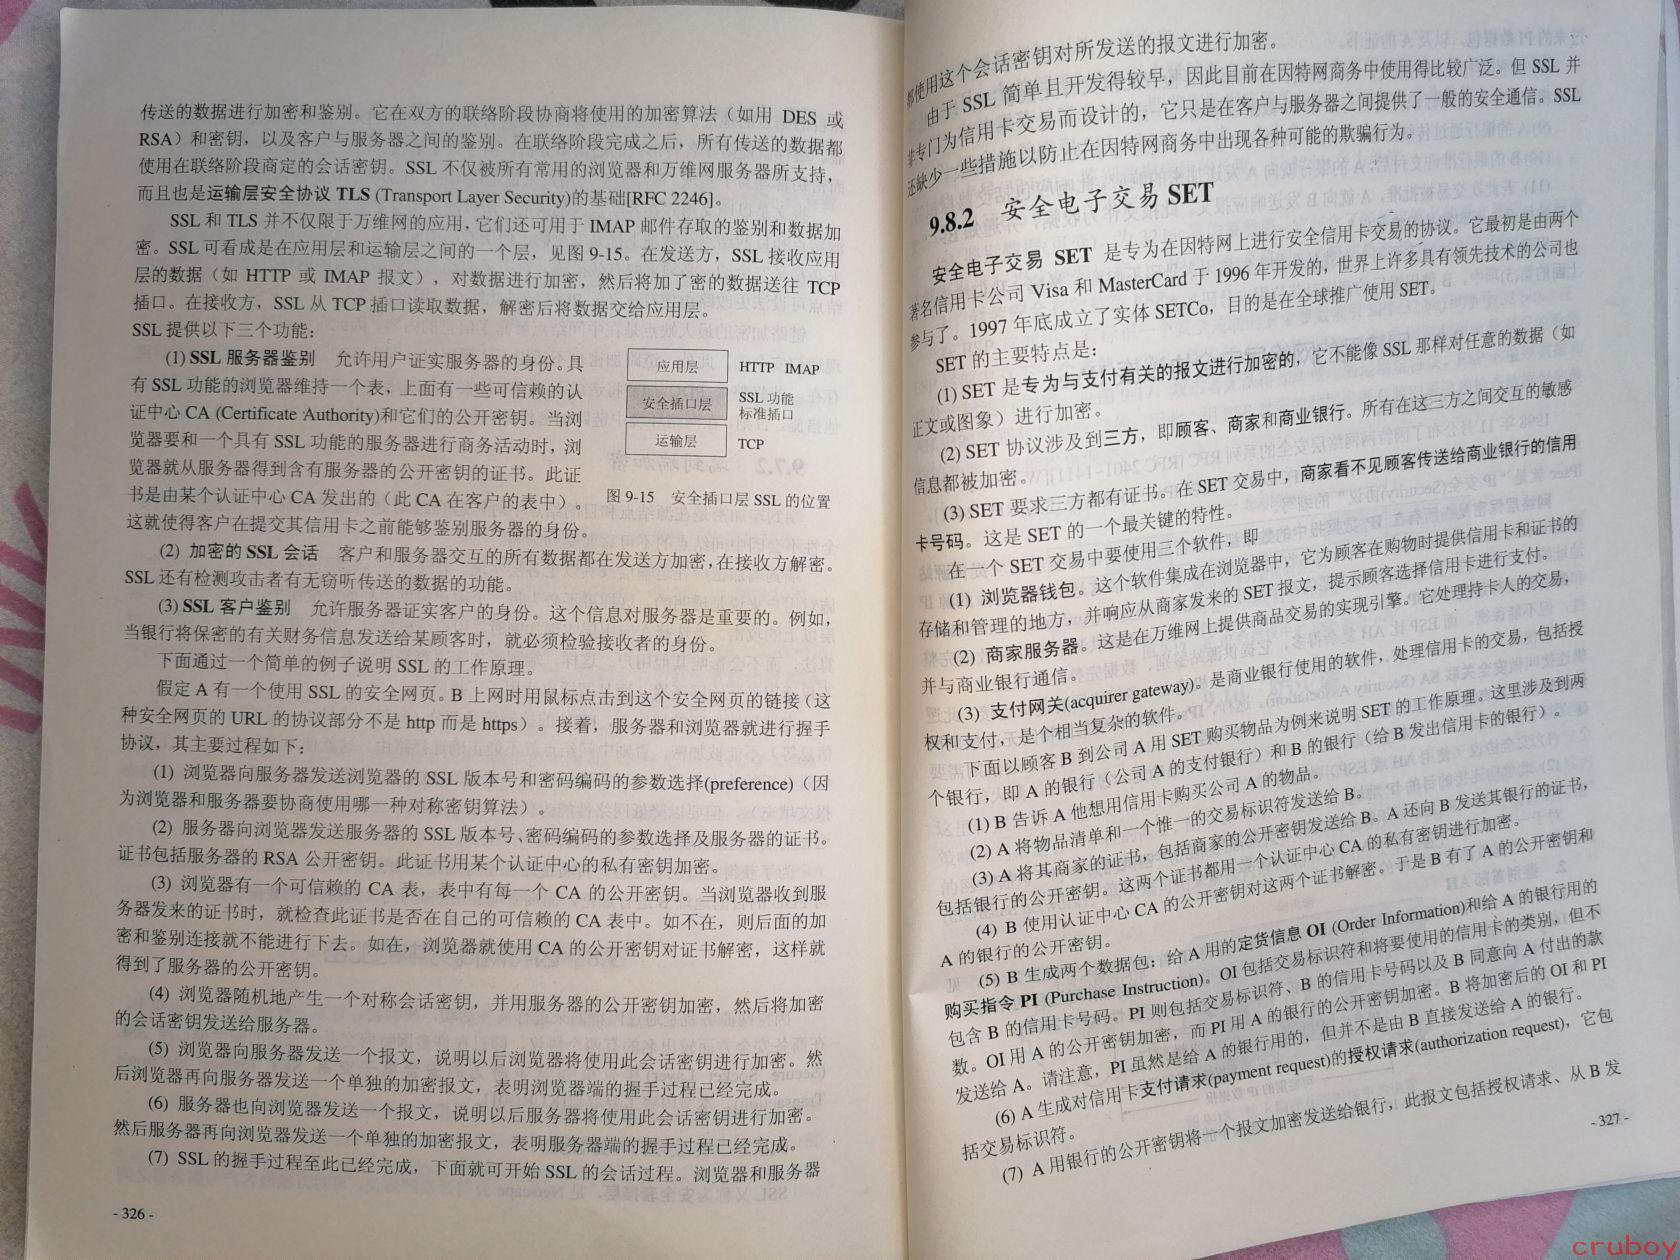 传送的数据进行加密和鉴别。它在双方的联络阶段协商将使用的加密算法（如用 DES 或
RSA）和密钥，以及客户与服务器之间的鉴别。在联络阶段完成之后，所有传送的数据都
使用在联络阶段商定的会话密钥。SSL 不仅被所有常用的浏览器和万维网服务器所支持，
而且也是运输层安全协议 TLS (Transport Layer Security)的基础[RFC 2246]。
SSL 和 TLS 并不仅限于万维网的应用，它们还可用于 IMAP 邮件存取的鉴别和数据加
密。SSL 可看成是在应用层和运输层之间的一个层，见图 9-15。在发送方，SSL 接收应用
层的数据（如 HTTP 或 IMAP 报文），对数据进行加密，然后将加了密的数据送往 TCP
插口。在接收方，SSL 从 TCP 插口读取数据，解密后将数据交给应用层。
SSL 提供以下三个功能：
(1) SSL 服务器鉴别 允许用户证实服务器的身份。具
有 SSL 功能的浏览器维持一个表，上面有一些可信赖的认
证中心 CA (Certificate Authority)和它们的公开密钥。当浏
览器要和一个具有 SSL 功能的服务器进行商务活动时，浏
览器就从服务器得到含有服务器的公开密钥的证书。此证
书是由某个认证中心 CA 发出的（此 CA 在客户的表中）。
这就使得客户在提交其信用卡之前能够鉴别服务器的身份。
应用层 HTTP IMAP
安全插口层 SSL 功能
标准插口
运输层 TCP
图 9-15 安全插口层 SSL 的位置
(2) 加密的 SSL 会话 客户和服务器交互的所有数据都在发送方加密，在接收方解密。
SSL 还有检测攻击者有无窃听传送的数据的功能。
(3) SSL 客户鉴别 允许服务器证实客户的身份。这个信息对服务器是重要的。例如，
当银行将保密的有关财务信息发送给某顾客时，就必须检验接收者的身份。
下面通过一个简单的例子说明 SSL 的工作原理。
假定 A 有一个使用 SSL 的安全网页。B 上网时用鼠标点击到这个安全网页的链接（这
种安全网页的 URL 的协议部分不是 http 而是 https）。接着，服务器和浏览器就进行握手
协议，其主要过程如下：
(1) 浏览器向服务器发送浏览器的 SSL 版本号和密码编码的参数选择(preference)（因
为浏览器和服务器要协商使用哪一种对称密钥算法）。
(2) 服务器向浏览器发送服务器的 SSL 版本号、密码编码的参数选择及服务器的证书。
证书包括服务器的 RSA 公开密钥。此证书用某个认证中心的私有密钥加密。
(3) 浏览器有一个可信赖的 CA 表，表中有每一个 CA 的公开密钥。当浏览器收到服
务器发来的证书时，就检查此证书是否在自己的可信赖的 CA 表中。如不在，则后面的加
密和鉴别连接就不能进行下去。如在，浏览器就使用 CA 的公开密钥对证书解密，这样就
得到了服务器的公开密钥。
(4) 浏览器随机地产生一个对称会话密钥，并用服务器的公开密钥加密，然后将加密
的会话密钥发送给服务器。
(5) 浏览器向服务器发送一个报文，说明以后浏览器将使用此会话密钥进行加密。然
后浏览器再向服务器发送一个单独的加密报文，表明浏览器端的握手过程已经完成。
(6) 服务器也向浏览器发送一个报文，说明以后服务器将使用此会话密钥进行加密。
然后服务器再向浏览器发送一个单独的加密报文，表明服务器端的握手过程已经完成。
(7) SSL 的握手过程至此已经完成，下面就可开始 SSL 的会话过程。浏览器和服务器
- 326 -
都使用这个会话密钥对所发送的报文进行加密。
由于 SSL 简单且开发得较早，因此目前在因特网商务中使用得比较广泛。但 SSL 并
非专门为信用卡交易而设计的，它只是在客户与服务器之间提供了一般的安全通信。SSL
还缺少一些措施以防止在因特网商务中出现各种可能的欺骗行为。
9.8.2 安全电子交易 SET
安全电子交易 SET 是专为在因特网上进行安全信用卡交易的协议。它最初是由两个
著名信用卡公司 Visa 和 MasterCard 于 1996 年开发的，世界上许多具有领先技术的公司也
参与了。1997 年底成立了实体 SETCo，目的是在全球推广使用 SET。
SET 的主要特点是：
(1) SET 是专为与支付有关的报文进行加密的，它不能像 SSL 那样对任意的数据（如
正文或图象）进行加密。
(2) SET 协议涉及到三方，即顾客、商家和商业银行。所有在这三方之间交互的敏感
信息都被加密。
(3) SET 要求三方都有证书。在 SET 交易中，商家看不见顾客传送给商业银行的信用
卡号码。这是 SET 的一个最关键的特性。
在一个 SET 交易中要使用三个软件，即
(1) 浏览器钱包。这个软件集成在浏览器中，它为顾客在购物时提供信用卡和证书的
存储和管理的地方，并响应从商家发来的 SET 报文，提示顾客选择信用卡进行支付。
(2) 商家服务器。这是在万维网上提供商品交易的实现引擎。它处理持卡人的交易，
并与商业银行通信。
(3) 支付网关(acquirer gateway)。是商业银行使用的软件，处理信用卡的交易，包括授
权和支付，是个相当复杂的软件。
下面以顾客 B 到公司 A 用 SET 购买物品为例来说明 SET 的工作原理。这里涉及到两
个银行，即 A 的银行（公司 A 的支付银行）和 B 的银行（给 B 发出信用卡的银行）。
(1) B 告诉 A 他想用信用卡购买公司 A 的物品。
(2) A 将物品清单和一个惟一的交易标识符发送给 B。
(3) A 将其商家的证书，包括商家的公开密钥发送给 B。A 还向 B 发送其银行的证书，
包括银行的公开密钥。这两个证书都用一个认证中心 CA 的私有密钥进行加密。
(4) B 使用认证中心 CA 的公开密钥对这两个证书解密。于是 B 有了 A 的公开密钥和
A 的银行的公开密钥。
(5) B 生成两个数据包：给 A 用的定货信息 OI (Order Information)和给 A 的银行用的
购买指令 PI (Purchase Instruction)。OI 包括交易标识符和将要使用的信用卡的类别，但不
包含 B 的信用卡号码。PI 则包括交易标识符、B 的信用卡号码以及 B 同意向 A 付出的款
数。OI 用 A 的公开密钥加密，而 PI 用 A 的银行的公开密钥加密。B 将加密后的 OI 和 PI
发送给 A。请注意，PI 虽然是给 A 的银行用的，但并不是由 B 直接发送给 A 的银行。
(6) A 生成对信用卡支付请求(payment request)的授权请求(authorization request)，它包
括交易标识符。
(7) A 用银行的公开密钥将一个报文加密发送给银行，此报文包括授权请求、从 B 发
- 327 -
cruboy